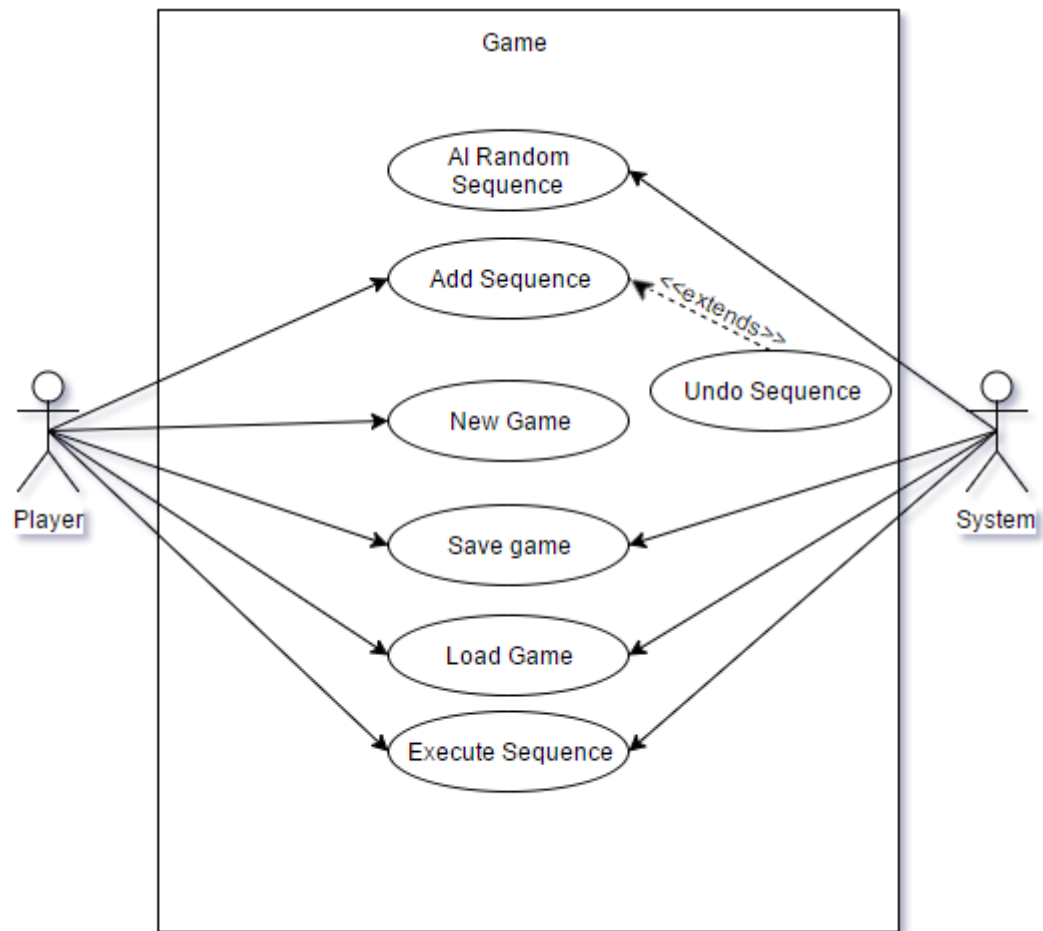 Game
AI Random
Sequence
Add Sequence
<<extends>>
Undo Sequence
New Game
Player
System
Save game
Load Game
Execute Sequence